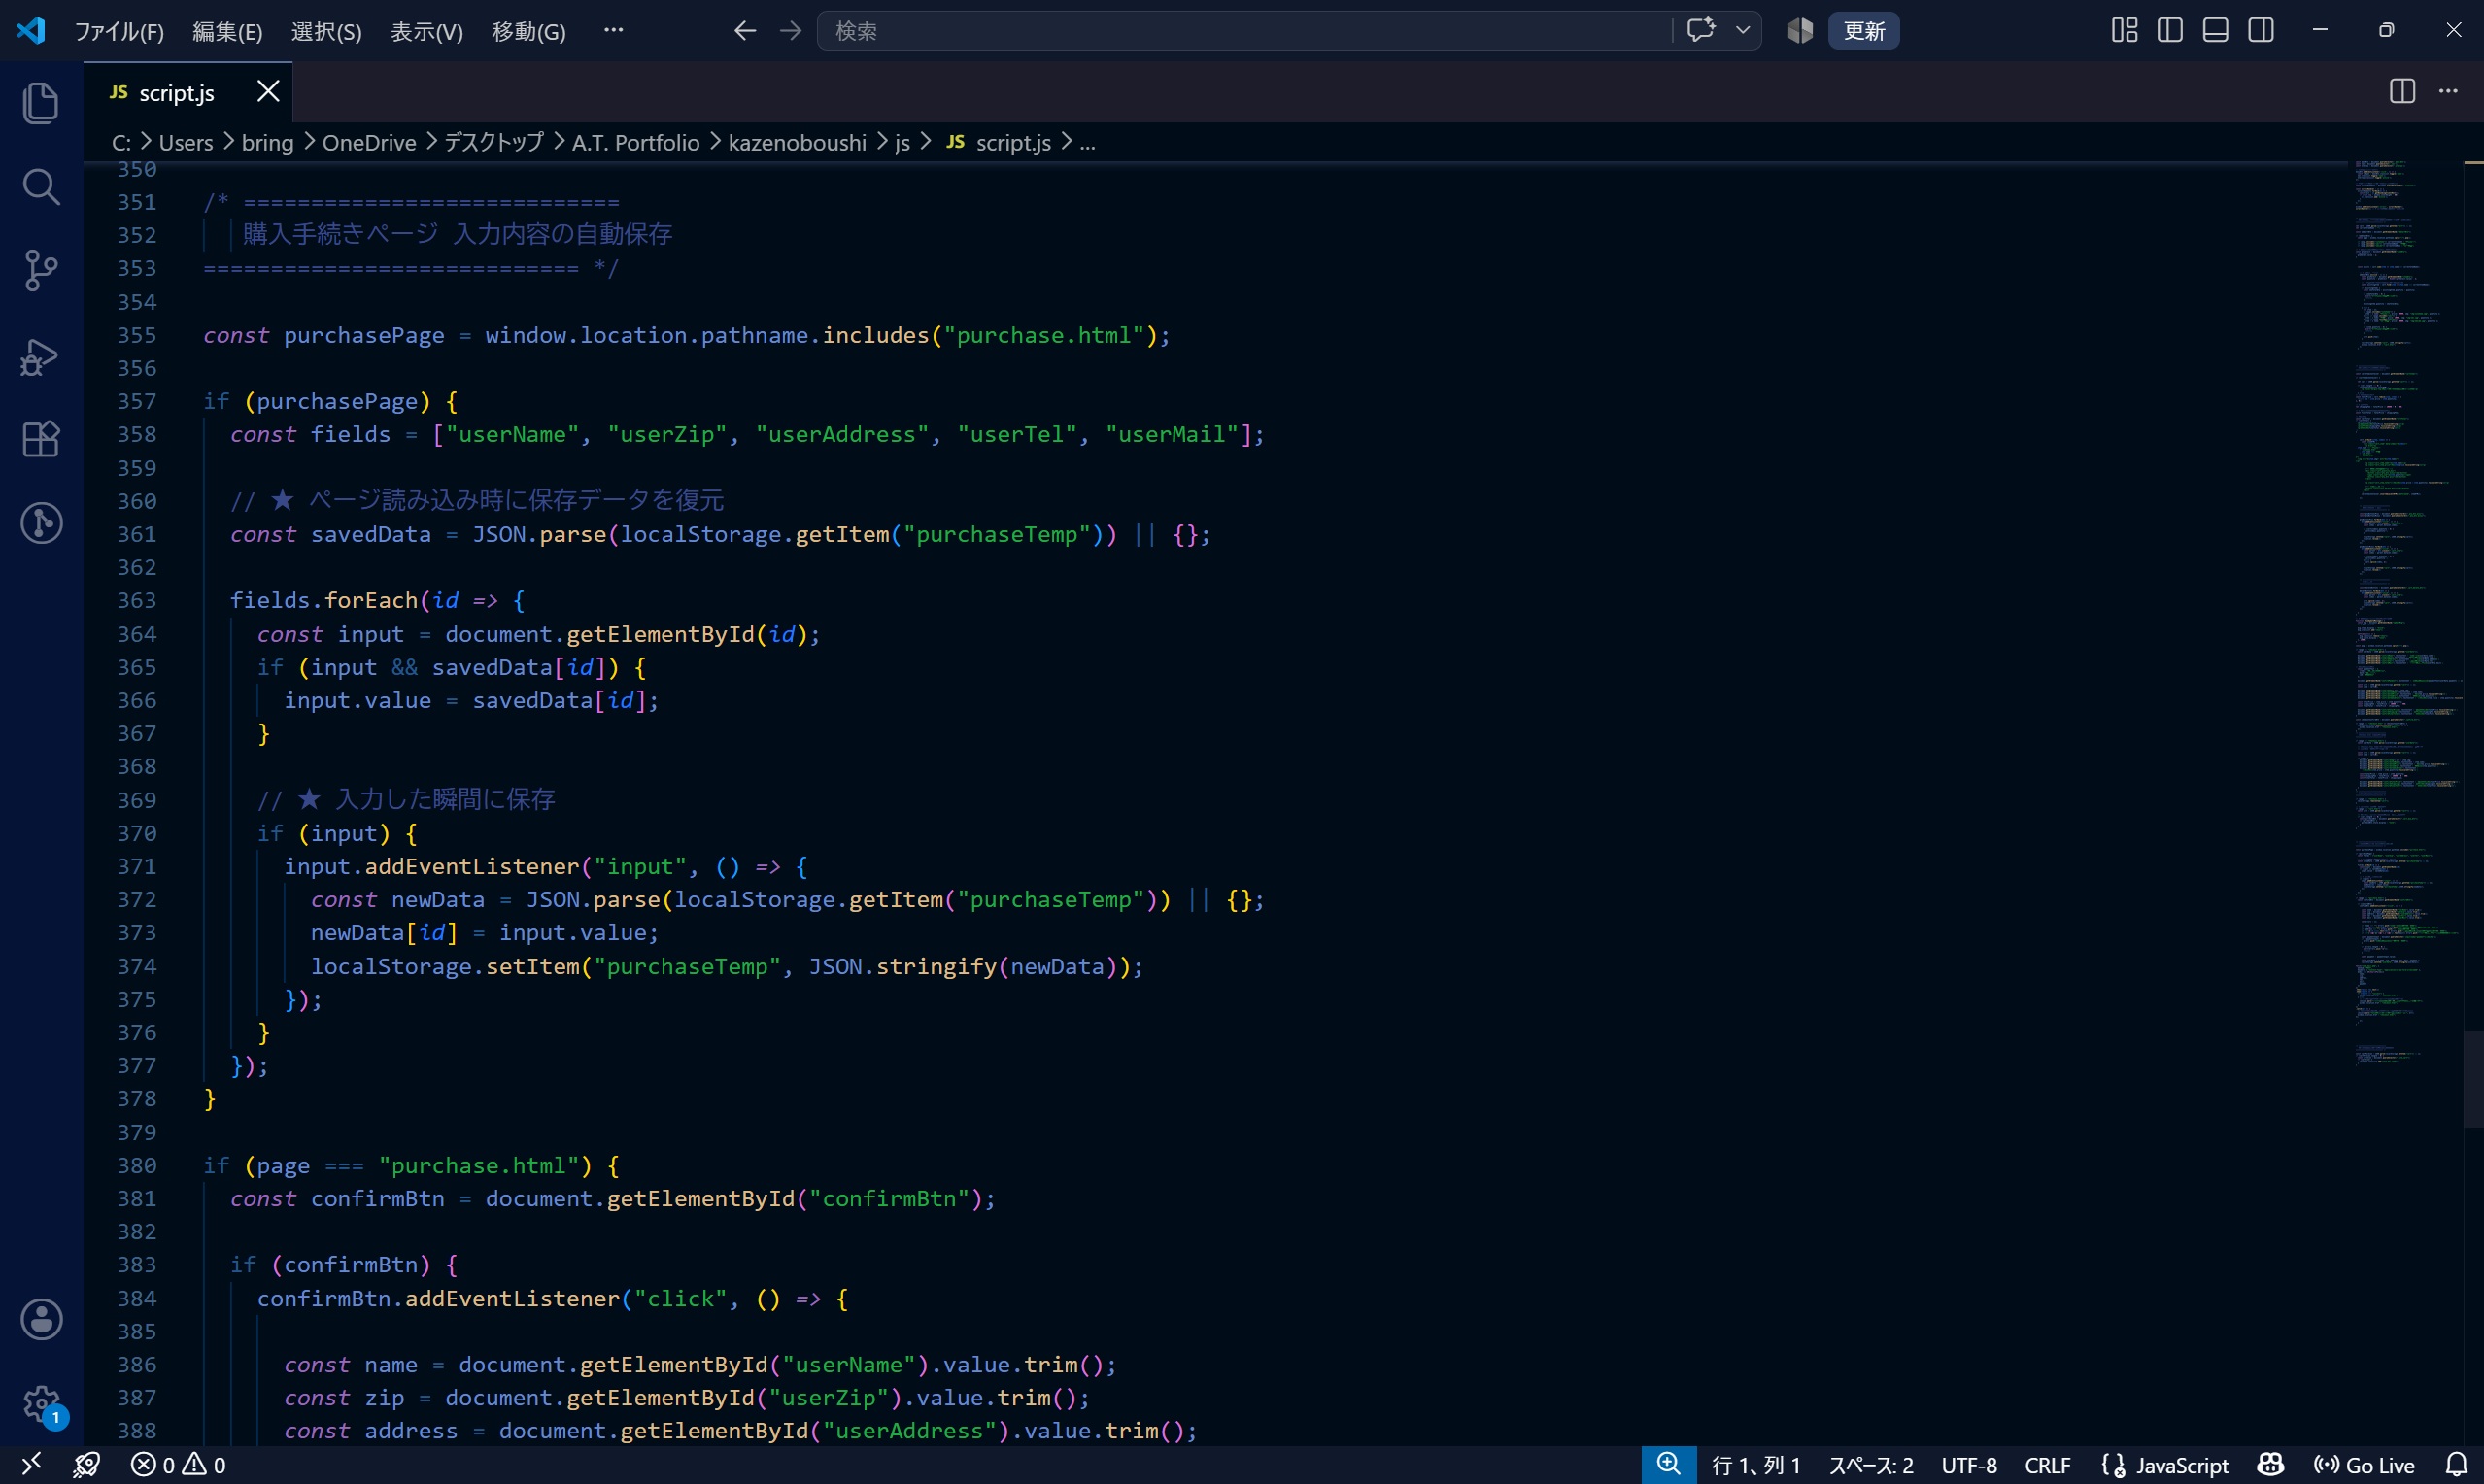 ファイル(F) 編集(E) 選択(S) 表示(V) 移動(G) ··· 検索 更新
JS script.js
C: > Users > bring > OneDrive > デスクトップ > A.T. Portfolio > kazenoboushi > js > JS script.js > ...
350
351 /* ============================
352 購入手続きページ 入力内容の自動保存
353 ============================ */
354
355 const purchasePage = window.location.pathname.includes("purchase.html");
356
357 if (purchasePage) {
358 const fields = ["userName", "userZip", "userAddress", "userTel", "userMail"];
359
360 // ★ ページ読み込み時に保存データを復元
361 const savedData = JSON.parse(localStorage.getItem("purchaseTemp")) || {};
362
363 fields.forEach(id => {
364 const input = document.getElementById(id);
365 if (input && savedData[id]) {
366 input.value = savedData[id];
367 }
368
369 // ★ 入力した瞬間に保存
370 if (input) {
371 input.addEventListener("input", () => {
372 const newData = JSON.parse(localStorage.getItem("purchaseTemp")) || {};
373 newData[id] = input.value;
374 localStorage.setItem("purchaseTemp", JSON.stringify(newData));
375 });
376 }
377 });
378 }
379
380 if (page === "purchase.html") {
381 const confirmBtn = document.getElementById("confirmBtn");
382
383 if (confirmBtn) {
384 confirmBtn.addEventListener("click", () => {
385
386 const name = document.getElementById("userName").value.trim();
387 const zip = document.getElementById("userZip").value.trim();
388 const address = document.getElementById("userAddress").value.trim();
1
0 0 行 1、列 1 スペース: 2 UTF-8 CRLF {} JavaScript Go Live